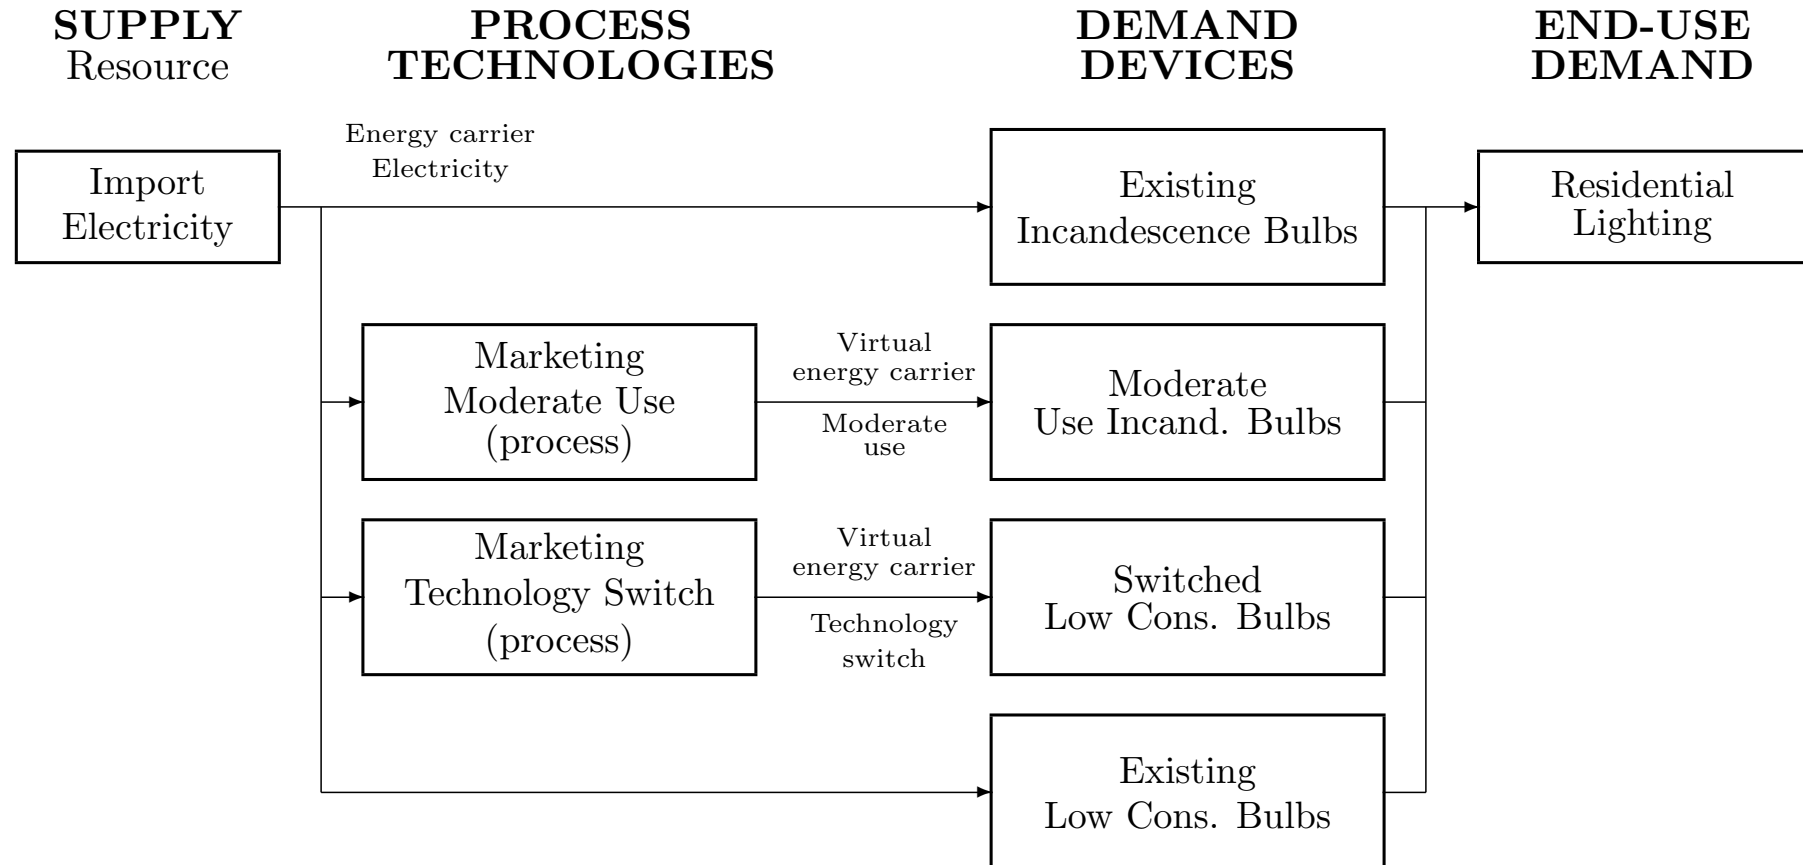 SUPPLY
Resource
PROCESS
TECHNOLOGIES
DEMAND
DEVICES
END-USE
DEMAND
Import
Electricity
Energy carrier
Electricity
Existing
Incandescence Bulbs
Residential
Lighting
Marketing
Moderate Use
(process)
Virtual
energy carrier
Moderate
use
Moderate
Use Incand. Bulbs
Marketing
Technology Switch
(process)
Virtual
energy carrier
Technology
switch
Switched
Low Cons. Bulbs
Existing
Low Cons. Bulbs